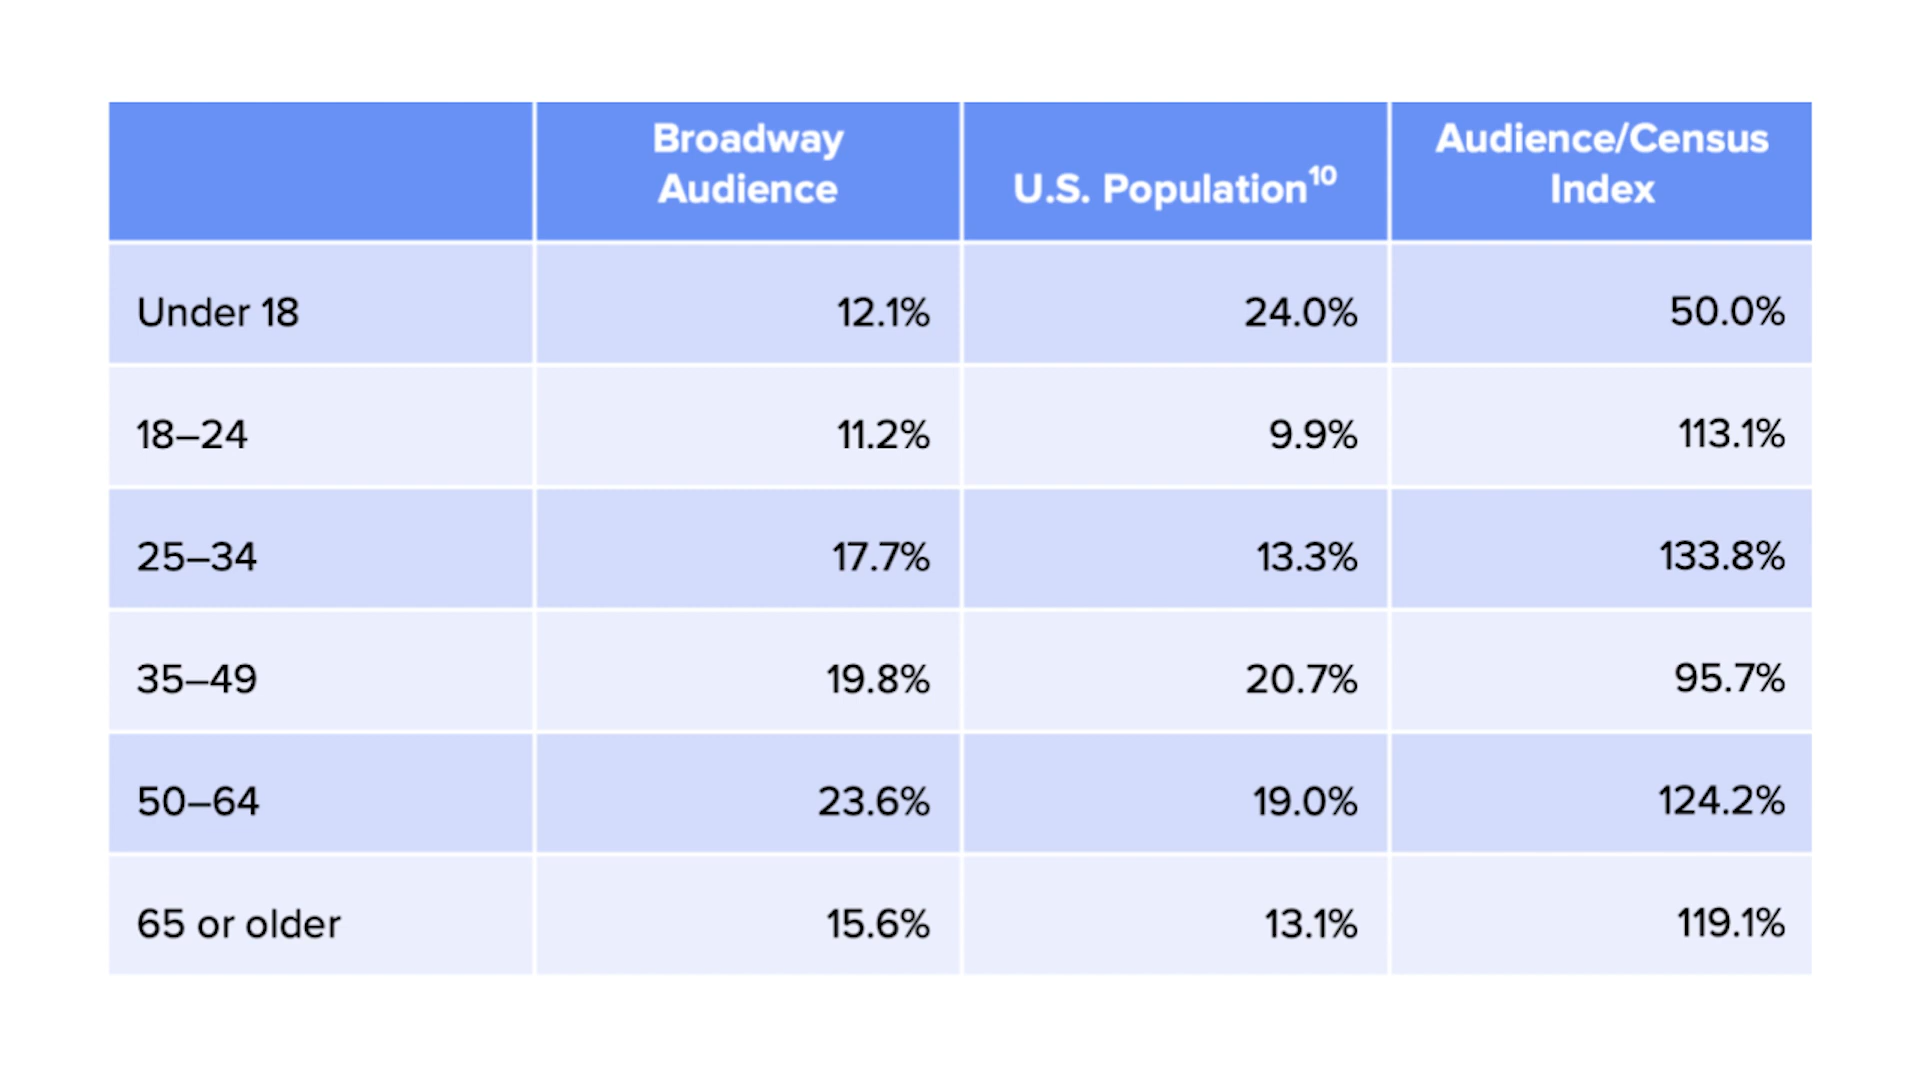 Broadway Audience U.S. Population10 Audience/Census Index
Under 18 12.1% 24.0% 50.0%
18–24 11.2% 9.9% 113.1%
25–34 17.7% 13.3% 133.8%
35–49 19.8% 20.7% 95.7%
50–64 23.6% 19.0% 124.2%
65 or older 15.6% 13.1% 119.1%